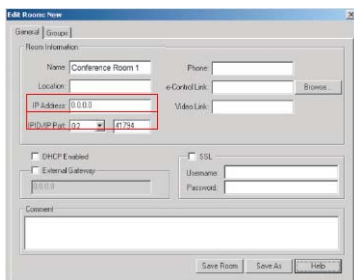 Edit Room: New
General
Groups
Room Information
Name: Conference Room 1
Phone:
Location:
e-Control Link:
Browse...
IP Address: 0.0.0.0
Video Link:
IPID/IP Port: 02 41794
DHCP Enabled
SSL
External Gateway
Username:
0.0.0.0
Password:
Comment
Save Room
Save As
Help